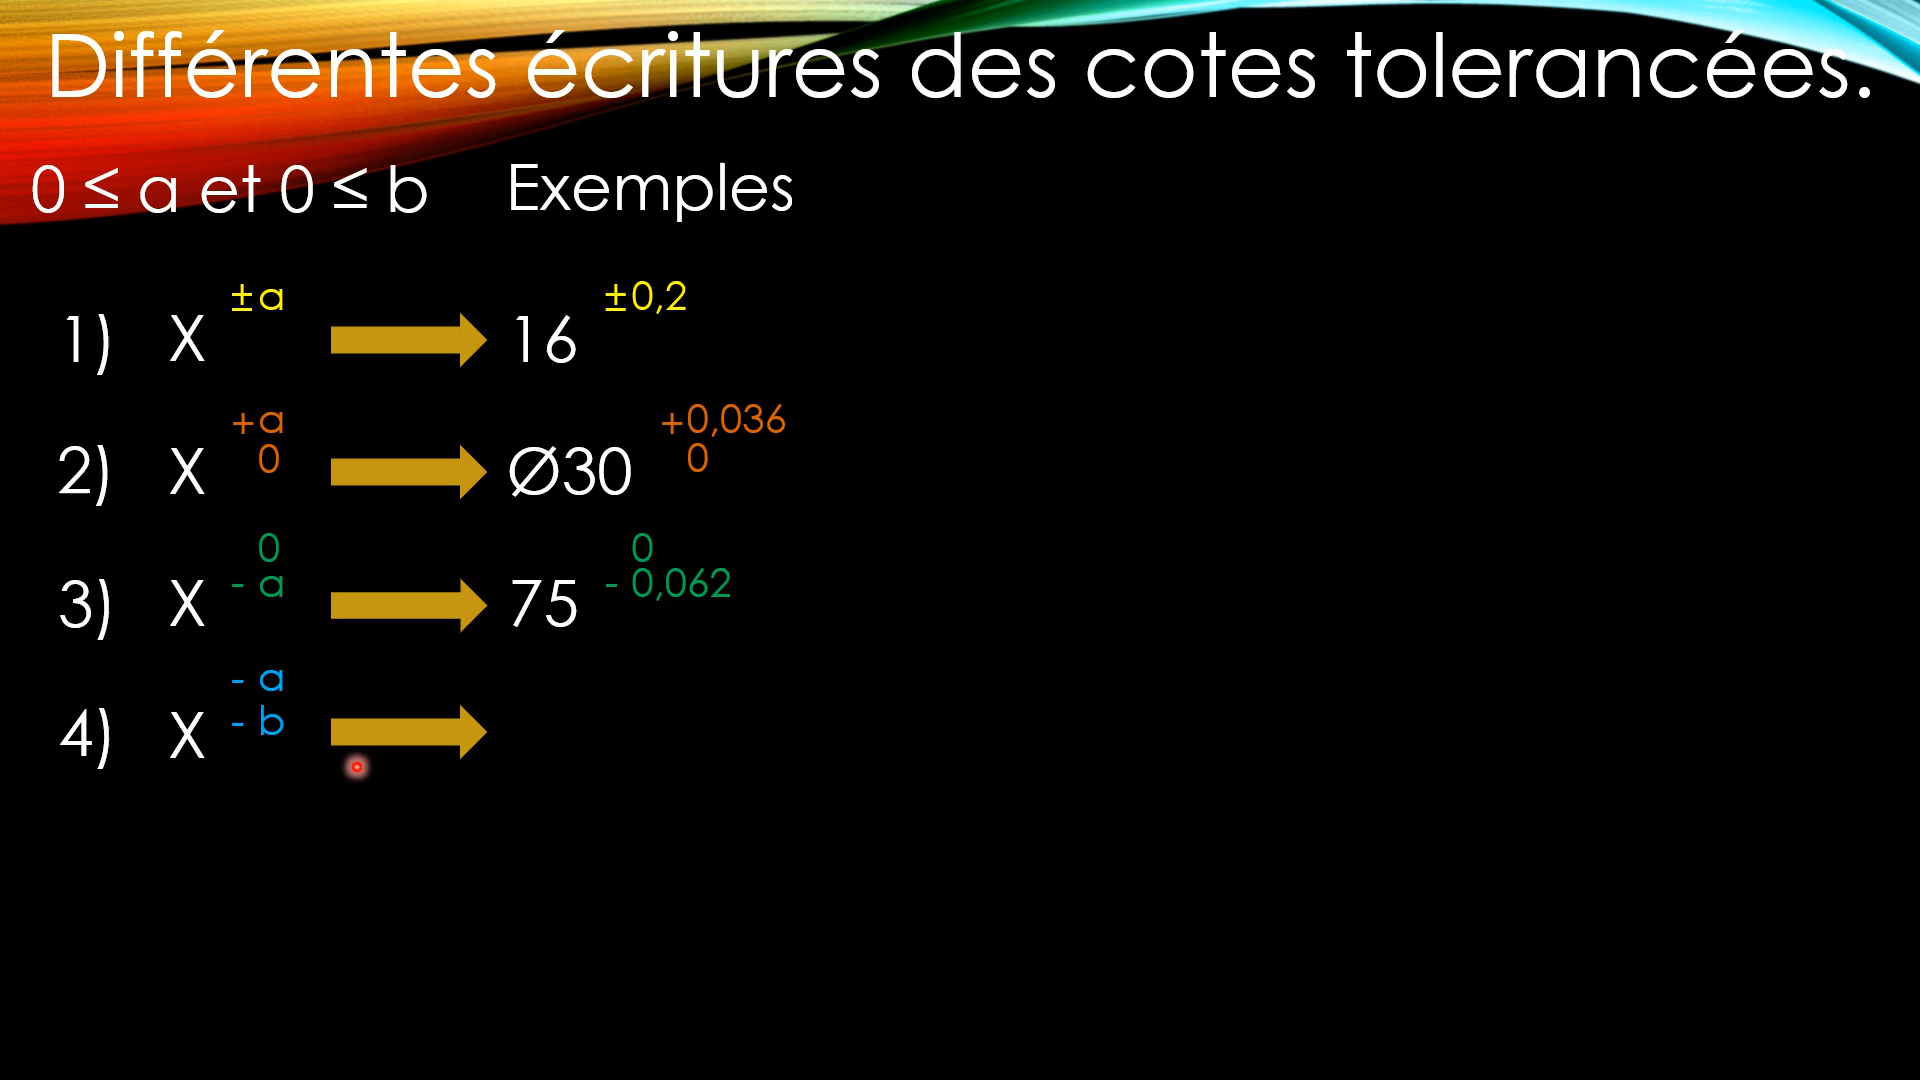 Différentes écritures des cotes tolerancées.
0 ≤ a et 0 ≤ b Exemples
1) X ±a 16 ±0,2
2) X +a 0 Ø30 +0,036 0
3) X 0 - a 75 0 - 0,062
4) X - a - b